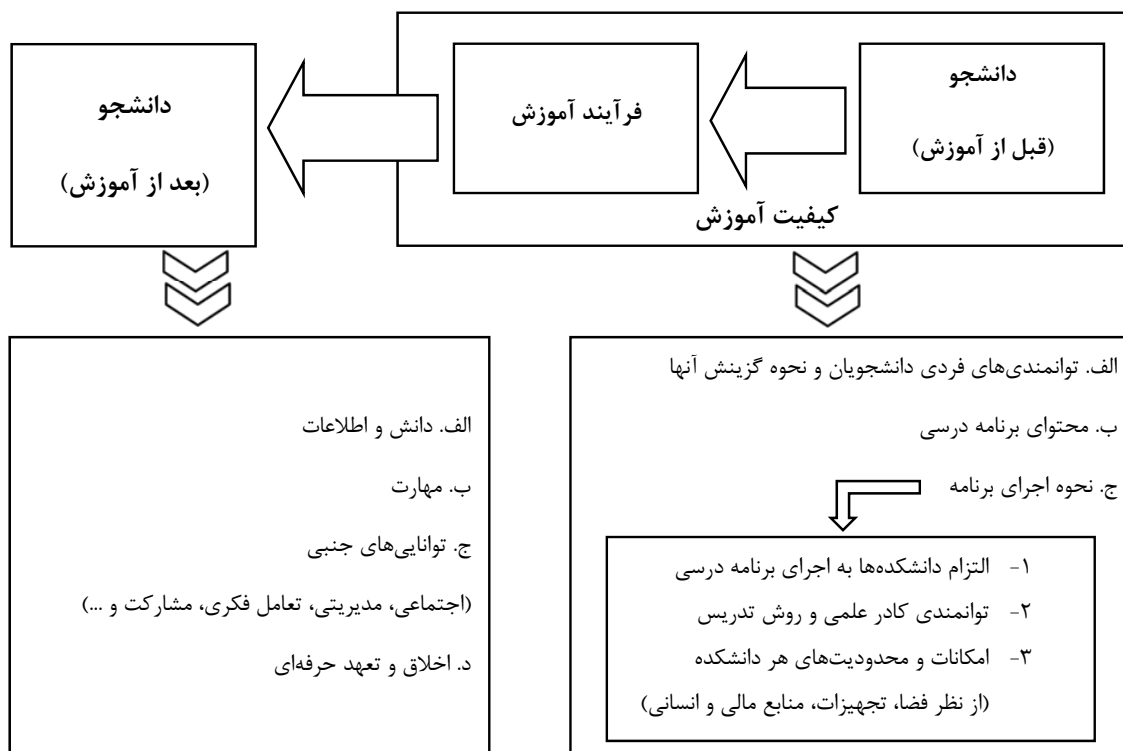 دانشجو
(قبل از آموزش)
فرآیند آموزش
کیفیت آموزش
دانشجو
(بعد از آموزش)
الف. توانمندی‌های فردی دانشجویان و نحوه گزینش آنها
ب. محتوای برنامه درسی
ج. نحوه اجرای برنامه
۱- التزام دانشکده‌ها به اجرای برنامه درسی
۲- توانمندی کادر علمی و روش تدریس
۳- امکانات و محدودیت‌های هر دانشکده
(از نظر فضا، تجهیزات، منابع مالی و انسانی)
الف. دانش و اطلاعات
ب. مهارت
ج. توانایی‌های جنبی
(اجتماعی، مدیریتی، تعامل فکری، مشارکت و ...)
د. اخلاق و تعهد حرفه‌ای